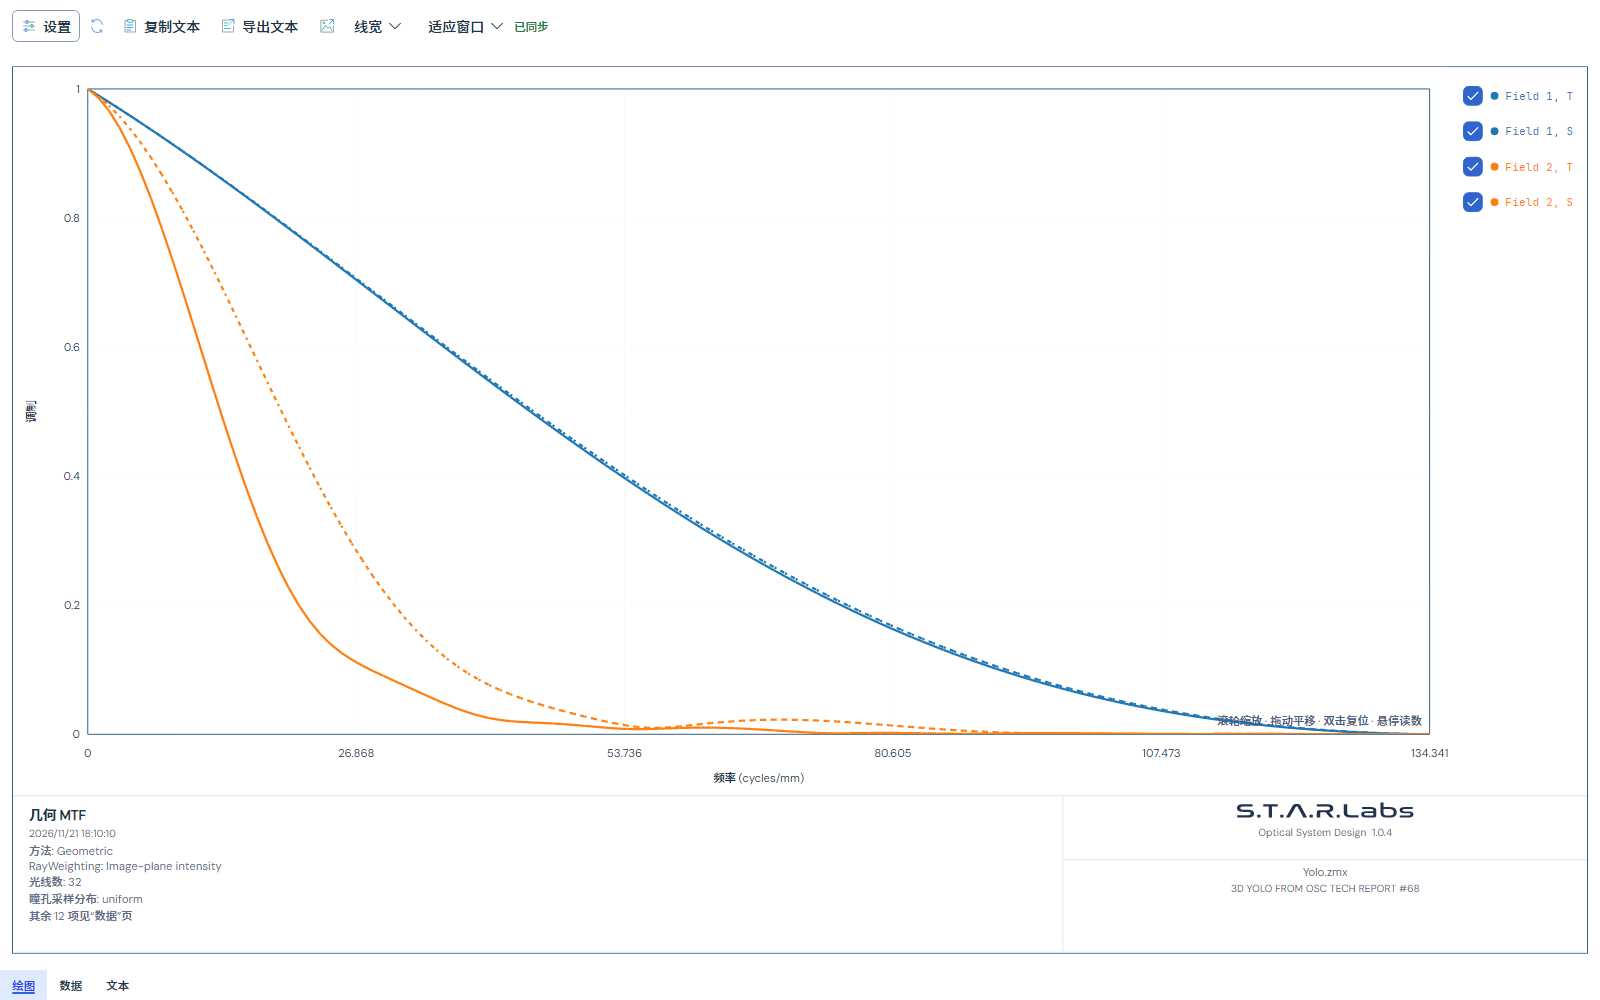 设置 复制文本 导出文本 线宽 适应窗口 已同步
1
0.8
0.6
0.4
0.2
0
调制
0 26.868 53.736 80.605 107.473 134.341
频率 (cycles/mm)
滚轮缩放 · 拖动平移 · 双击复位 · 悬停读数
Field 1, T
Field 1, S
Field 2, T
Field 2, S
几何 MTF
2026/11/21 18:10:10
方法: Geometric
RayWeighting: Image-plane intensity
光线数: 32
瞳孔采样分布: uniform
其余 12 项见“数据”页
S.T.A.R.Labs
Optical System Design 1.0.4
Yolo.zmx
3D YOLO FROM OSC TECH REPORT #68
绘图 数据 文本